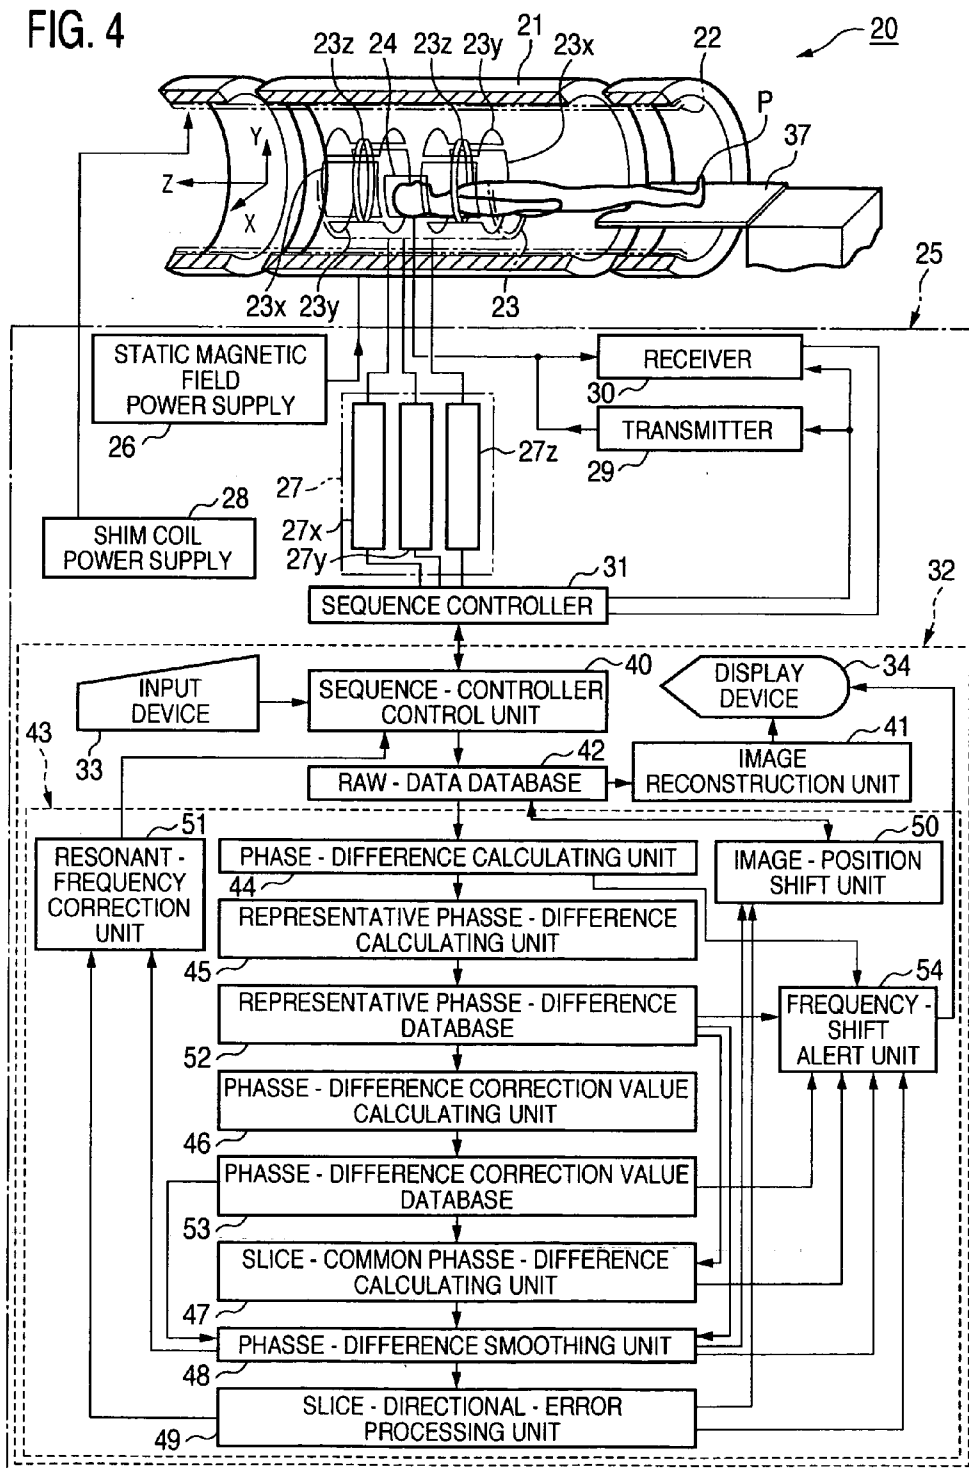 FIG. 4
23z 24 23z 23y 21 23x 22 20
P
37
Y
Z
X
23x 23y 23
25
STATIC MAGNETIC
FIELD
POWER SUPPLY
26
RECEIVER
30
TRANSMITTER
29
27z
27
27x
27y
28
SHIM COIL
POWER SUPPLY
31
SEQUENCE CONTROLLER
32
40
SEQUENCE - CONTROLLER
CONTROL UNIT
INPUT
DEVICE
33
DISPLAY
DEVICE
34
41
IMAGE
RECONSTRUCTION UNIT
42
RAW - DATA DATABASE
43
51
RESONANT -
FREQUENCY
CORRECTION
UNIT
PHASE - DIFFERENCE CALCULATING UNIT
44
50
IMAGE - POSITION
SHIFT UNIT
REPRESENTATIVE PHASSE - DIFFERENCE
CALCULATING UNIT
45
54
FREQUENCY -
SHIFT
ALERT UNIT
REPRESENTATIVE PHASSE - DIFFERENCE
DATABASE
52
PHASSE - DIFFERENCE CORRECTION VALUE
CALCULATING UNIT
46
PHASSE - DIFFERENCE CORRECTION VALUE
DATABASE
53
SLICE - COMMON PHASSE - DIFFERENCE
CALCULATING UNIT
47
PHASSE - DIFFERENCE SMOOTHING UNIT
48
SLICE - DIRECTIONAL - ERROR
PROCESSING UNIT
49